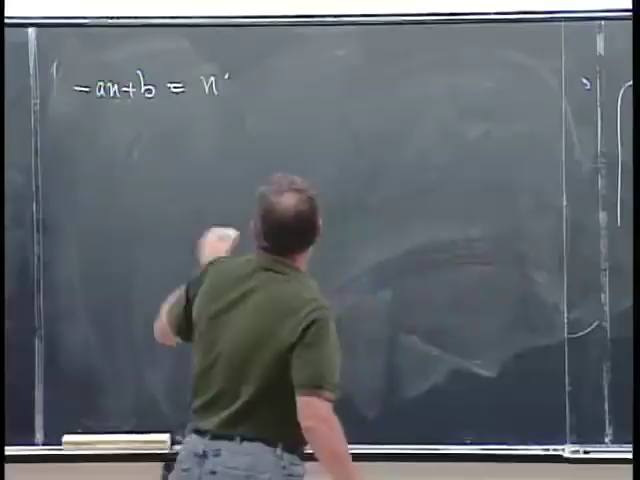 -an+b = n'